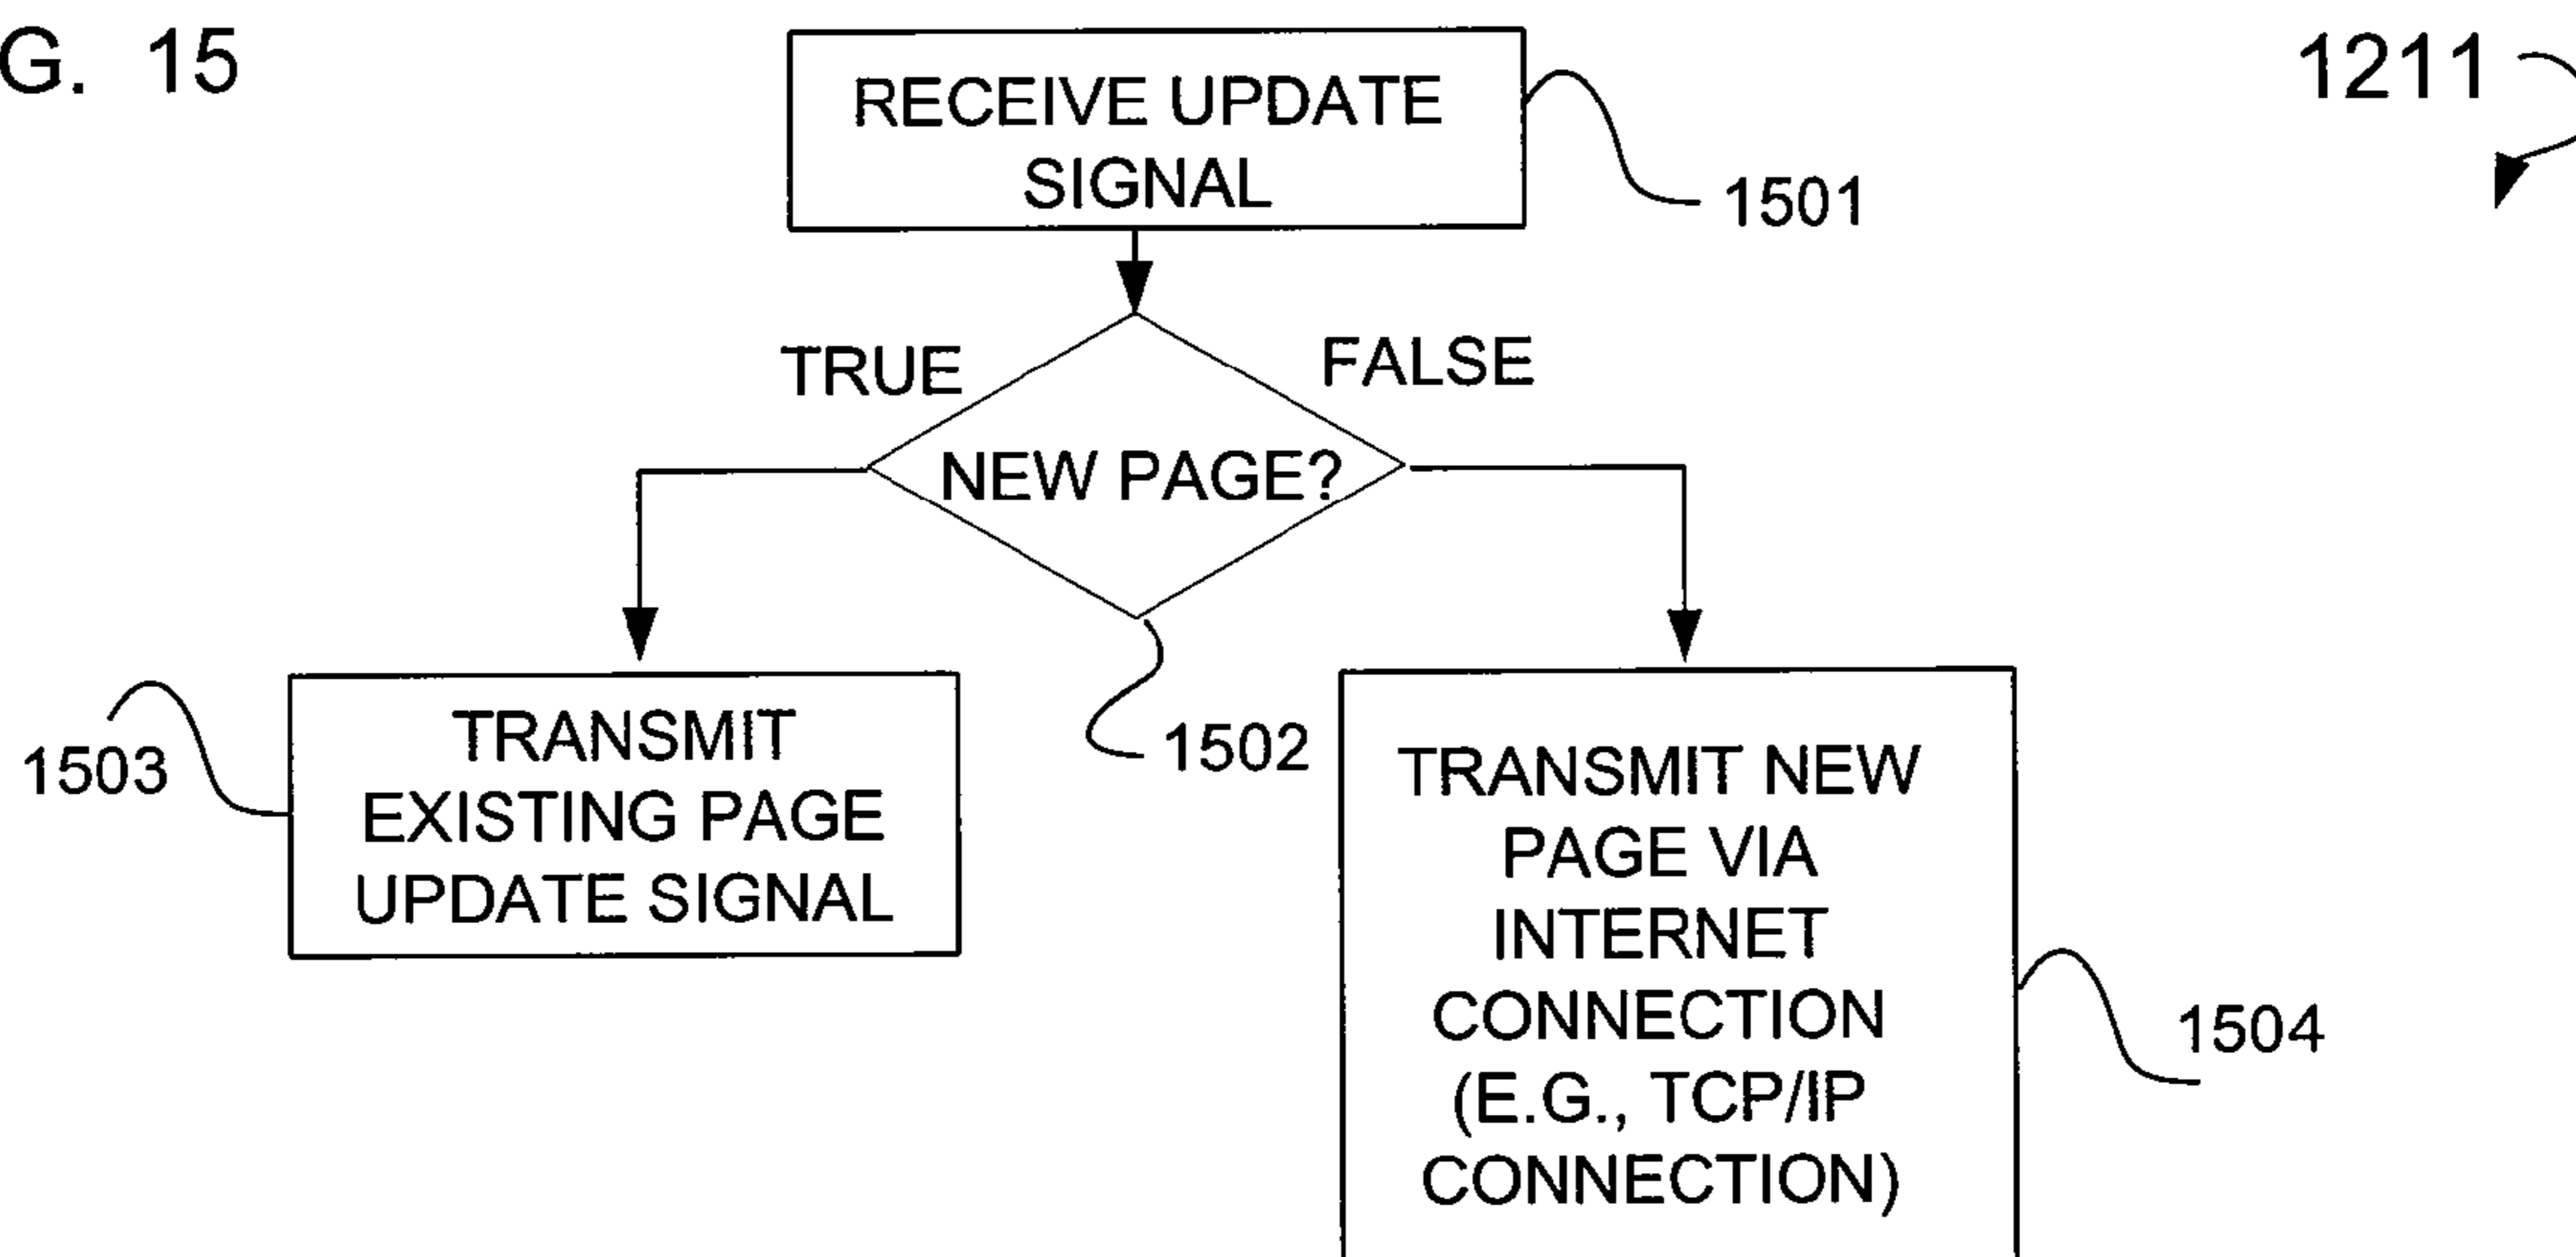 G. 15
1211
RECEIVE UPDATE
SIGNAL
1501
TRUE
FALSE
NEW PAGE?
1502
1503
TRANSMIT
EXISTING PAGE
UPDATE SIGNAL
TRANSMIT NEW
PAGE VIA
INTERNET
CONNECTION
(E.G., TCP/IP
CONNECTION)
1504